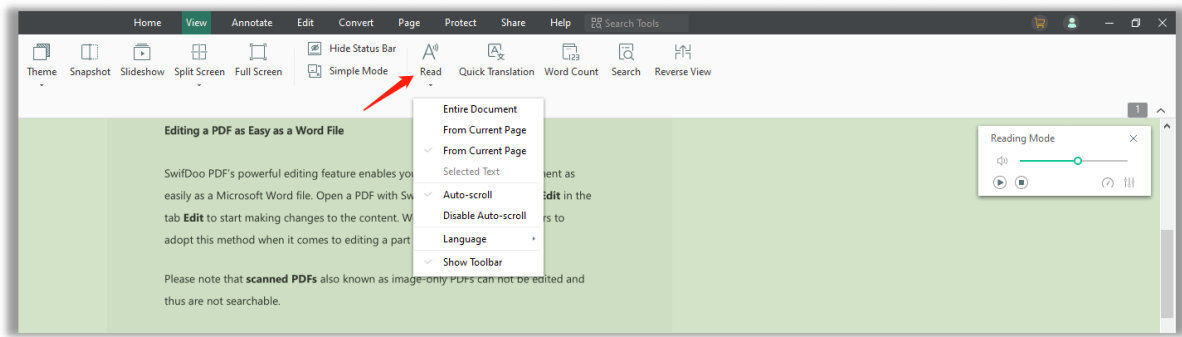 Home View Annotate Edit Convert Page Protect Share Help Search Tools
Hide Status Bar
Simple Mode
Theme Snapshot Slideshow Split Screen Full Screen Read Quick Translation Word Count Search Reverse View
123
1
Entire Document
From Current Page
From Current Page
Selected Text
Auto-scroll
Disable Auto-scroll
Language
Show Toolbar
Reading Mode
Editing a PDF as Easy as a Word File
SwifDoo PDF's powerful editing feature enables you ent as
easily as a Microsoft Word file. Open a PDF with Sw Edit in the
tab Edit to start making changes to the content. W rs to
adopt this method when it comes to editing a part
Please note that scanned PDFs also known as image-only PDFs can not be edited and
thus are not searchable.